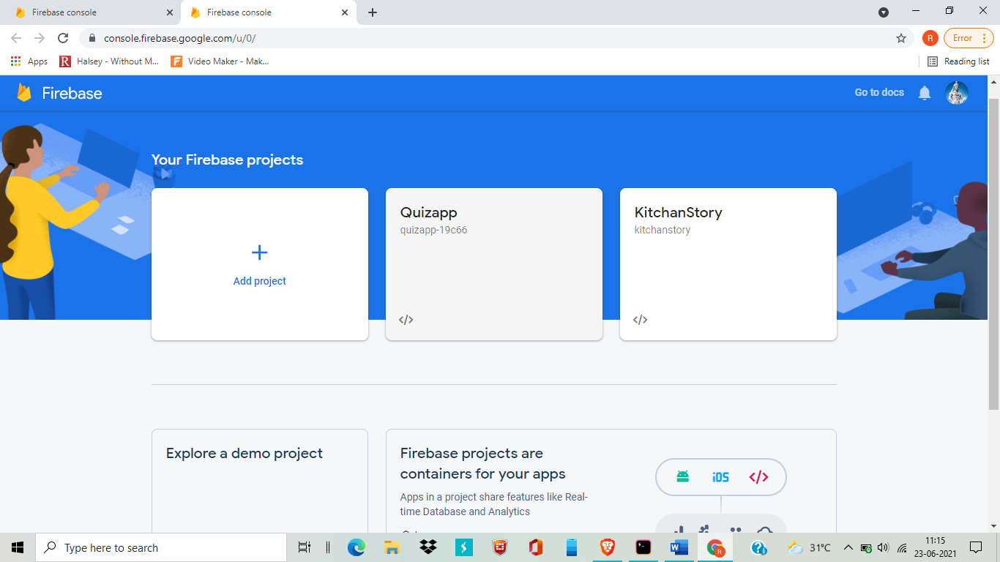 Firebase console
Firebase console
console.firebase.google.com/u/0/
R
Error
Apps
R
Halsey - Without M...
Video Maker - Mak...
Reading list
Firebase
Go to docs
Your Firebase projects
Add project
Quizapp
quizapp-19c66
</>
KitchanStory
kitchanstory
</>
Explore a demo project
Firebase projects are
containers for your apps
Apps in a project share features like Real-
time Database and Analytics
iOS
</>
Type here to search
R
31°C
11:15
23-06-2021